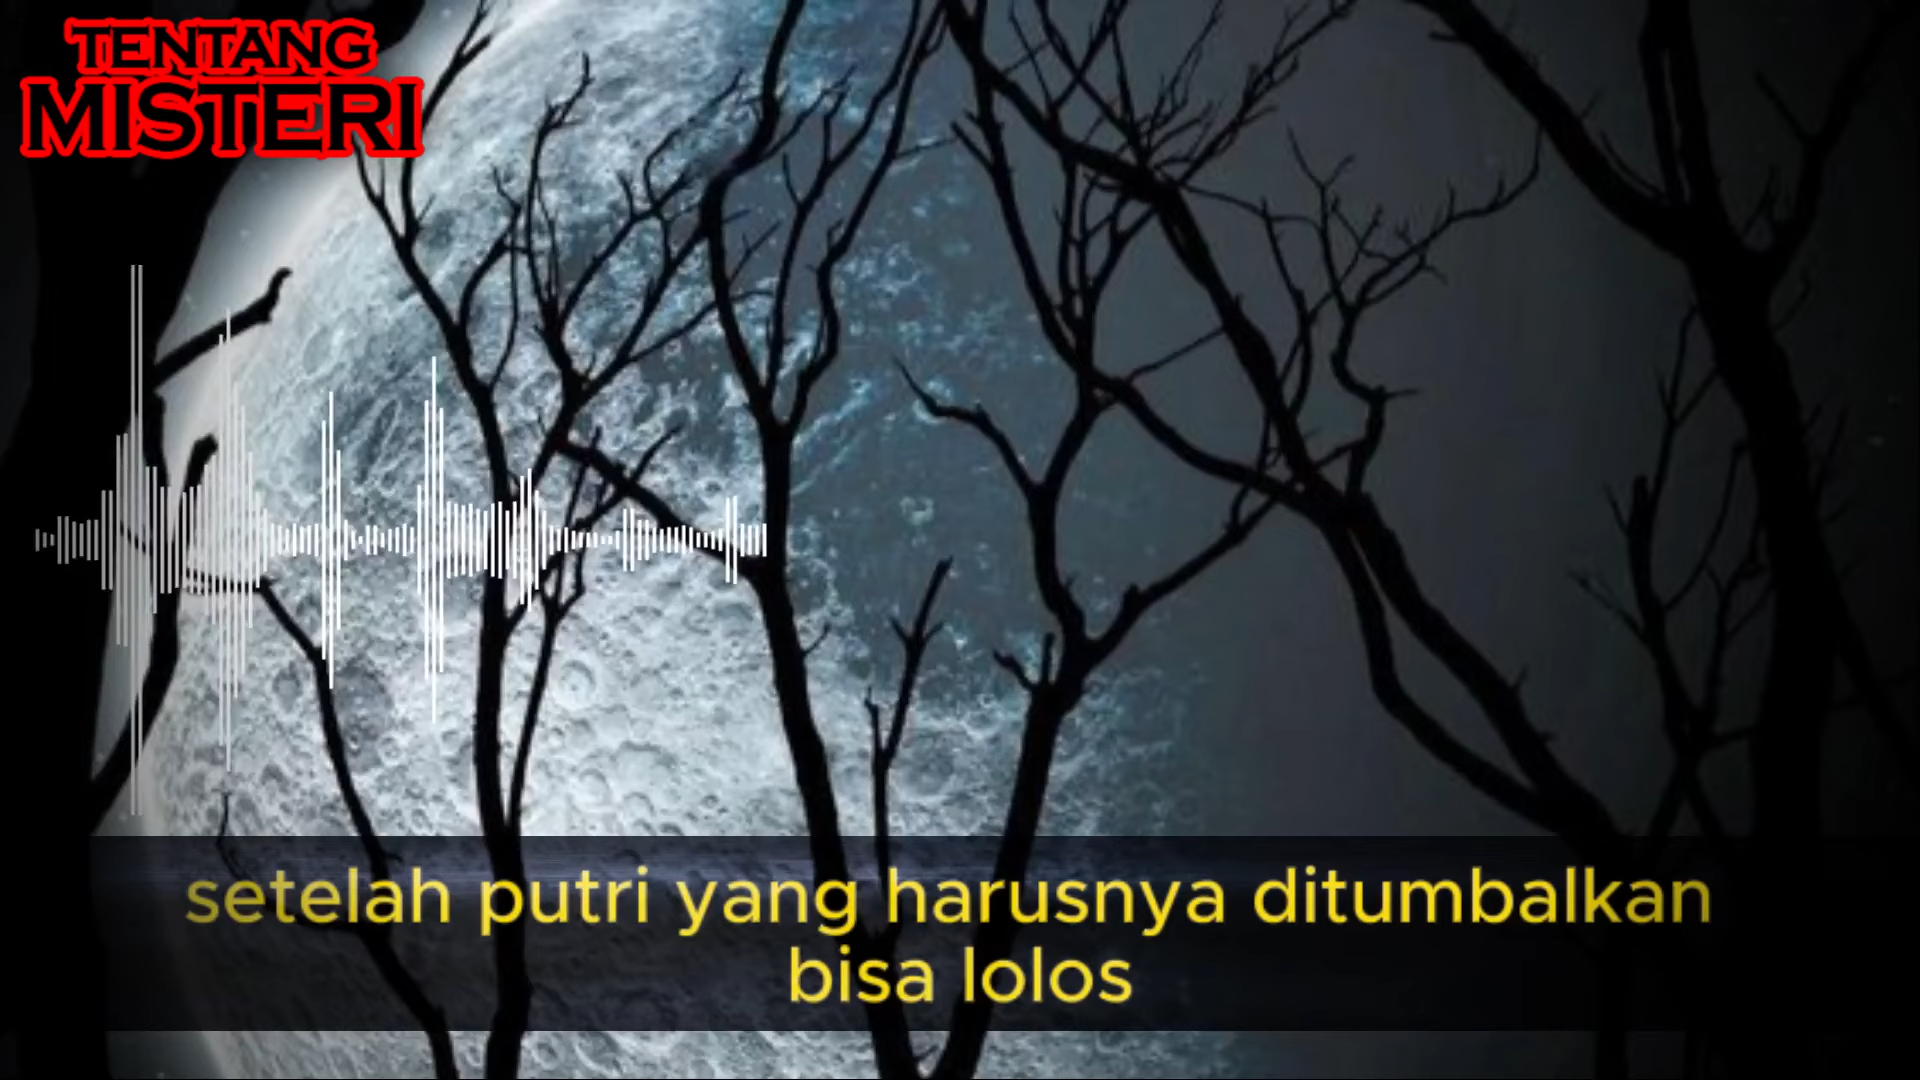 TENTANG
MISTERI
setelah putri yang harusnya ditumbalkan
bisa lolos